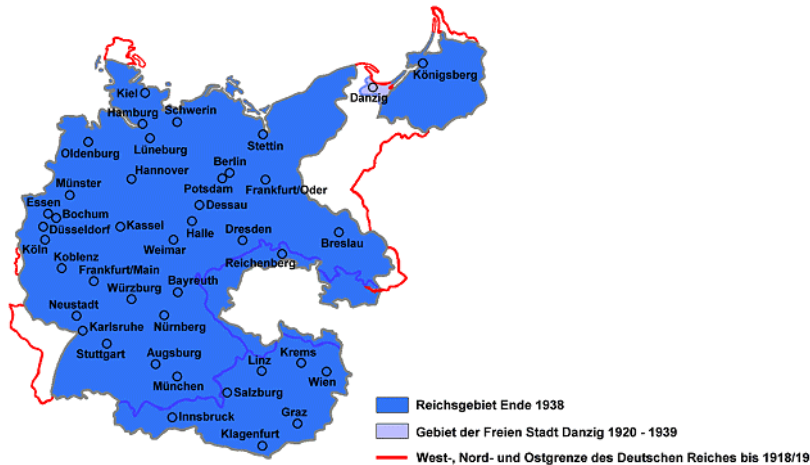 Königsberg
Danzig
Kiel
Schwerin
Hamburg
Lüneburg
Stettin
Oldenburg
Berlin
Hannover
Potsdam
Frankfurt/Oder
Münster
Dessau
Essen
Bochum
Düsseldorf
Kassel
Halle
Dresden
Breslau
Köln
Weimar
Reichenberg
Koblenz
Frankfurt/Main
Bayreuth
Würzburg
Neustadt
Karlsruhe
Nürnberg
Stuttgart
Augsburg
Linz
Krems
München
Wien
Salzburg
Innsbruck
Graz
Klagenfurt
Reichsgebiet Ende 1938
Gebiet der Freien Stadt Danzig 1920 - 1939
West-, Nord- und Ostgrenze des Deutschen Reiches bis 1918/19